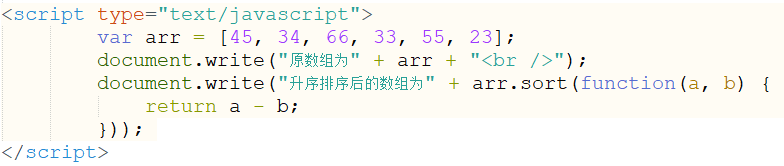 <script type="text/javascript">
var arr = [45, 34, 66, 33, 55, 23];
document.write("原数组为" + arr + "<br />");
document.write("升序排序后的数组为" + arr.sort(function(a, b) {
return a - b;
}));
</script>